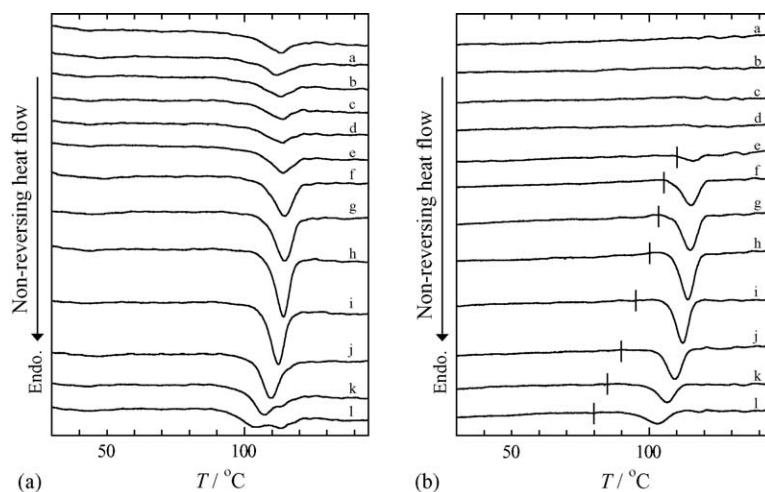 Non-reversing heat flow
Endo.
a
b
c
d
e
f
g
h
i
j
k
l
50
100
T / °C
(a)
Non-reversing heat flow
Endo.
a
b
c
d
e
f
g
h
i
j
k
l
50
100
T / °C
(b)